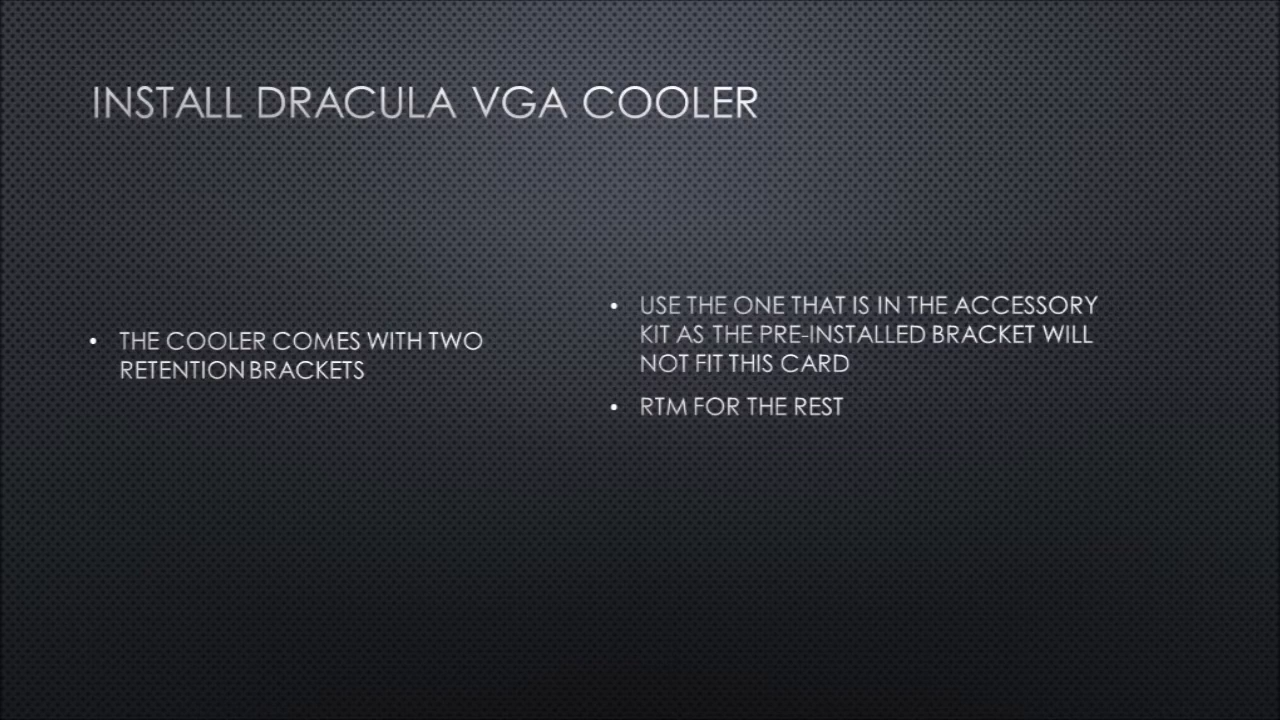 INSTALL DRACULA VGA COOLER
• THE COOLER COMES WITH TWO
RETENTION BRACKETS
• USE THE ONE THAT IS IN THE ACCESSORY
KIT AS THE PRE-INSTALLED BRACKET WILL
NOT FIT THIS CARD
• RTM FOR THE REST